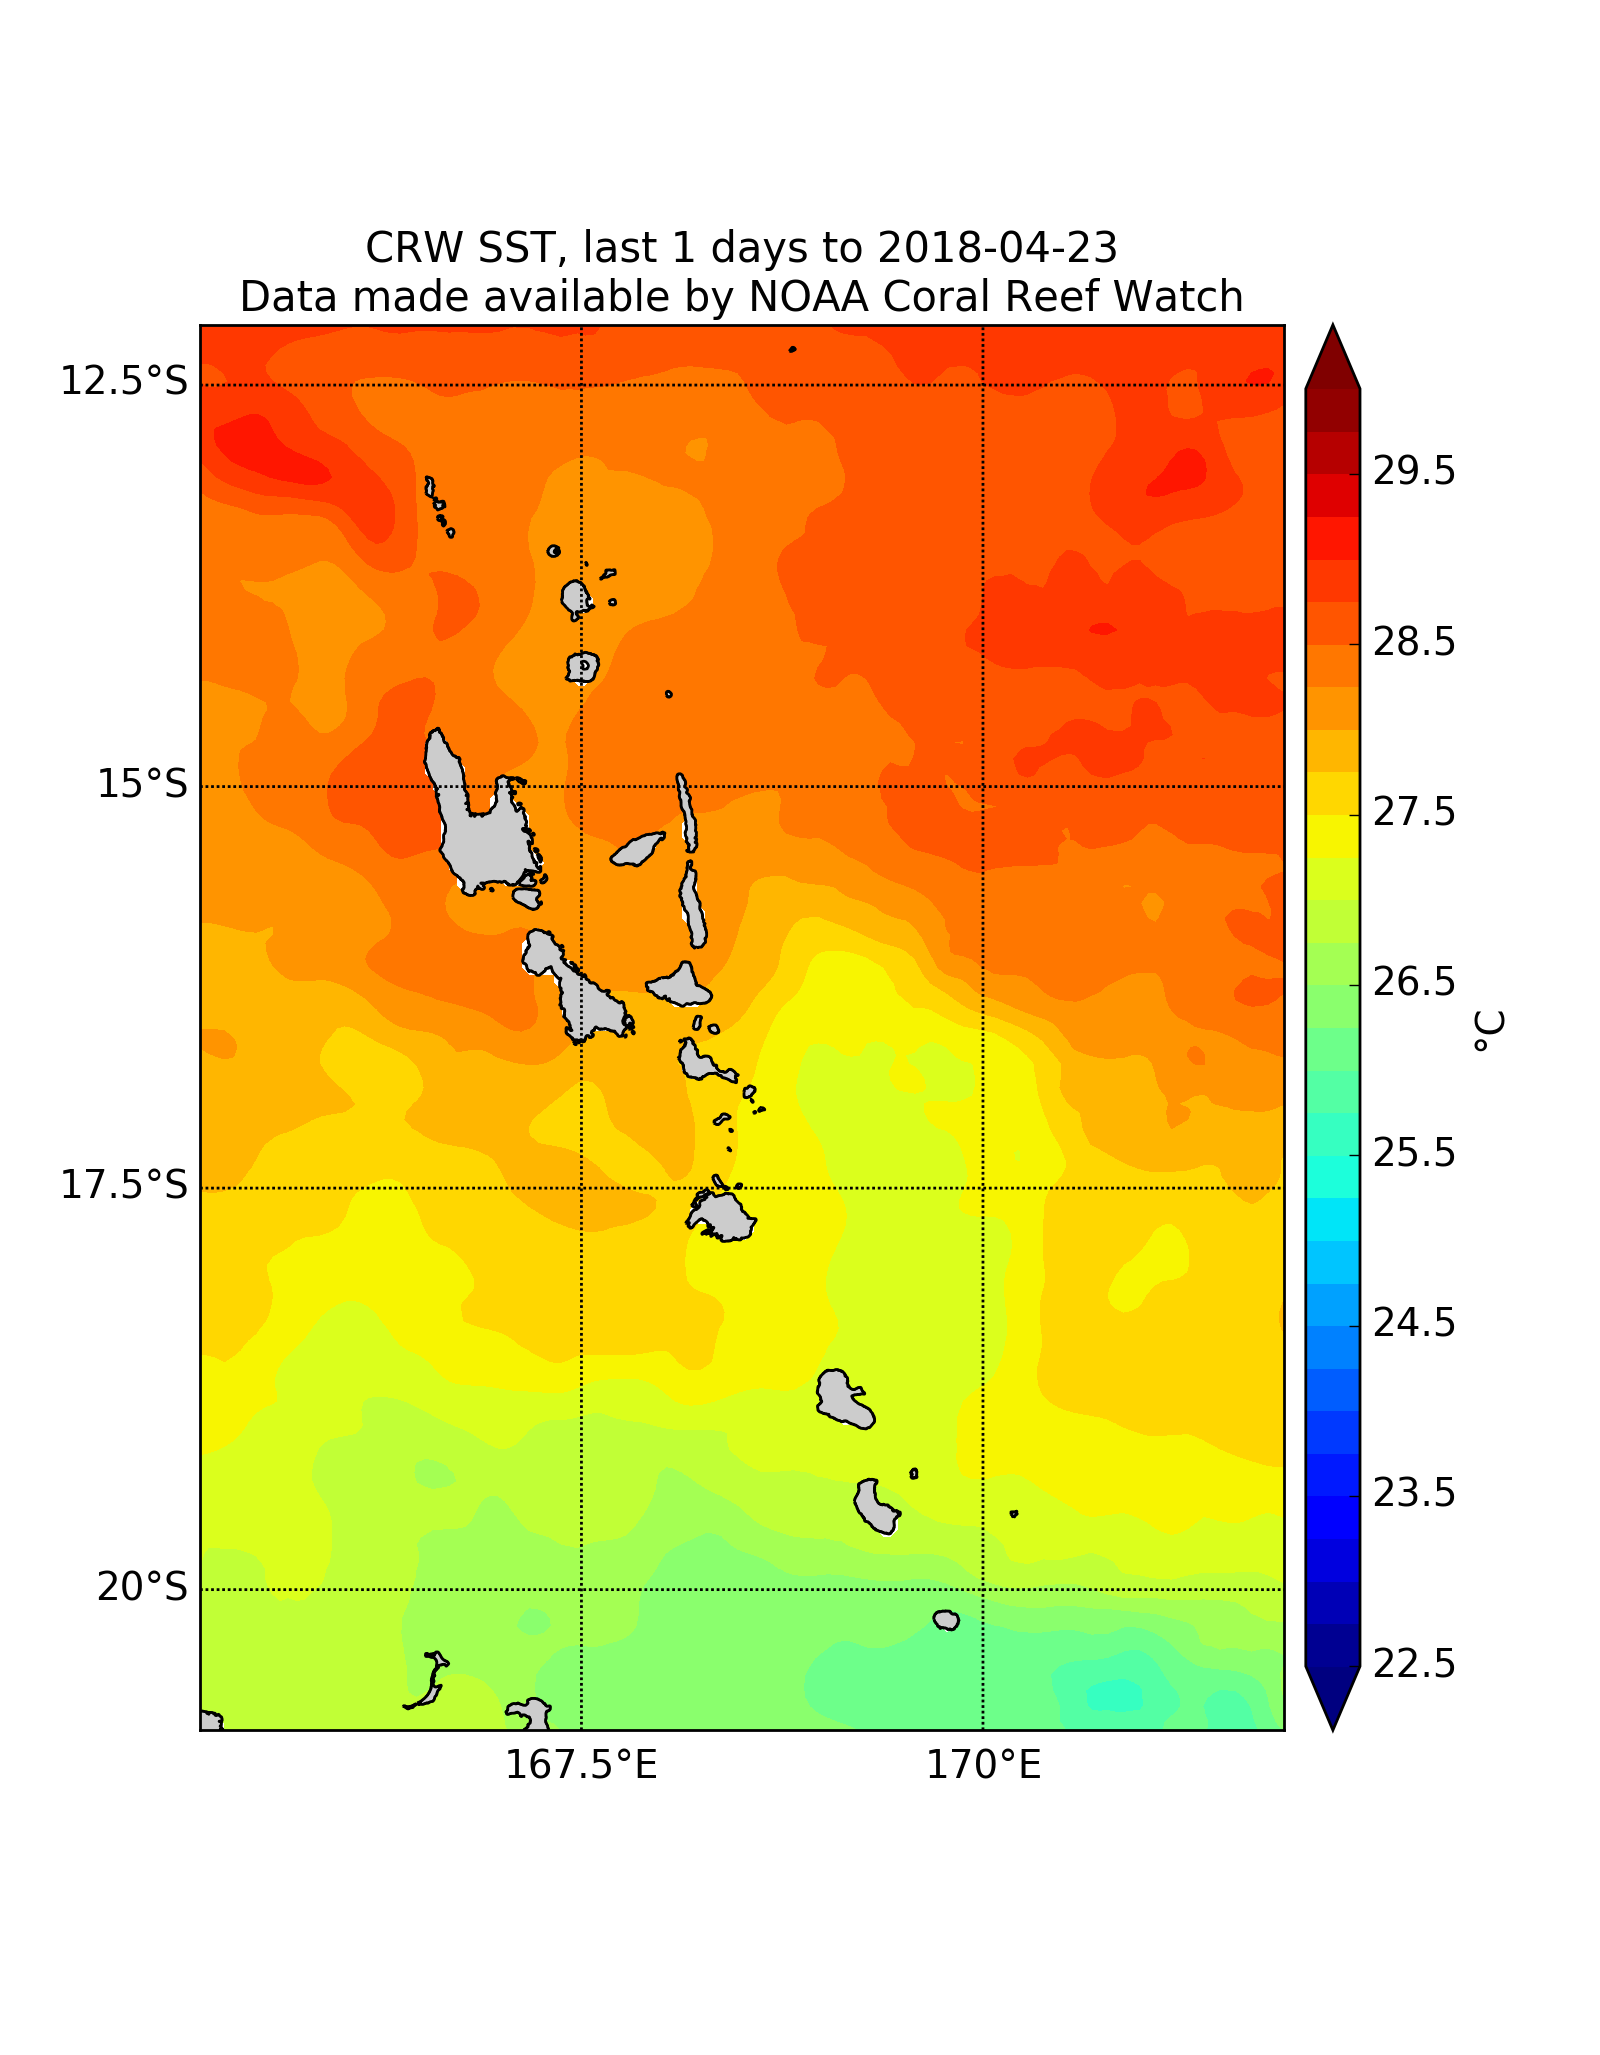 CRW SST, last 1 days to 2018-04-23
Data made available by NOAA Coral Reef Watch
12.5°S
15°S
17.5°S
20°S
167.5°E
170°E
29.5
28.5
27.5
26.5
25.5
24.5
23.5
22.5
°C